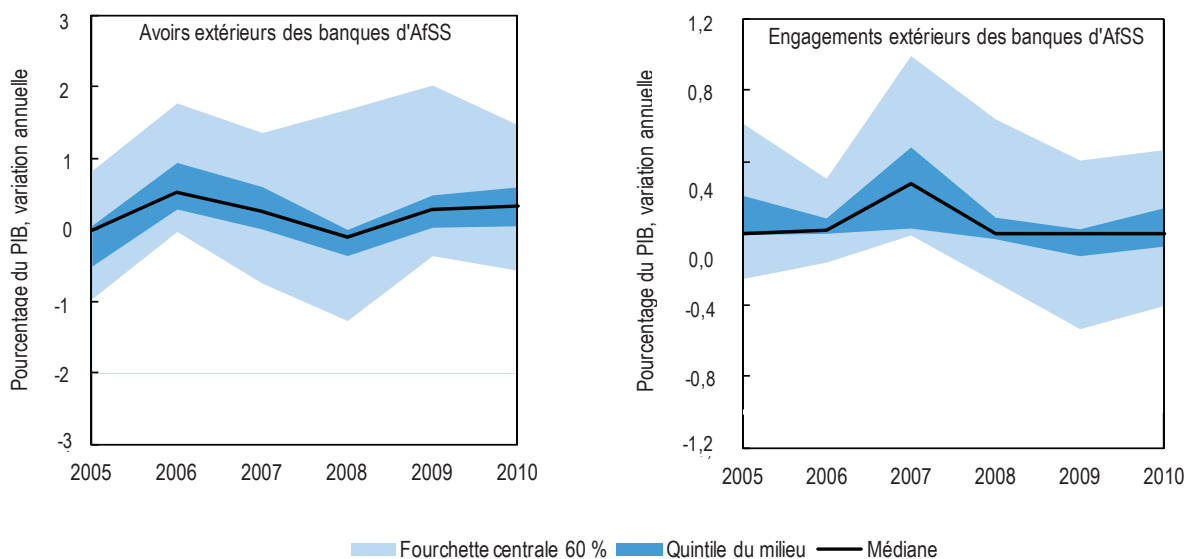 Avoirs extérieurs des banques d'AfSS
Pourcentage du PIB, variation annuelle
3
2
1
0
-1
-2
-3
2005 2006 2007 2008 2009 2010
Engagements extérieurs des banques d'AfSS
Pourcentage du PIB, variation annuelle
1,2
0,8
0,4
0,0
-0,4
-0,8
-1,2
2005 2006 2007 2008 2009 2010
Fourchette centrale 60 % Quintile du milieu Médiane